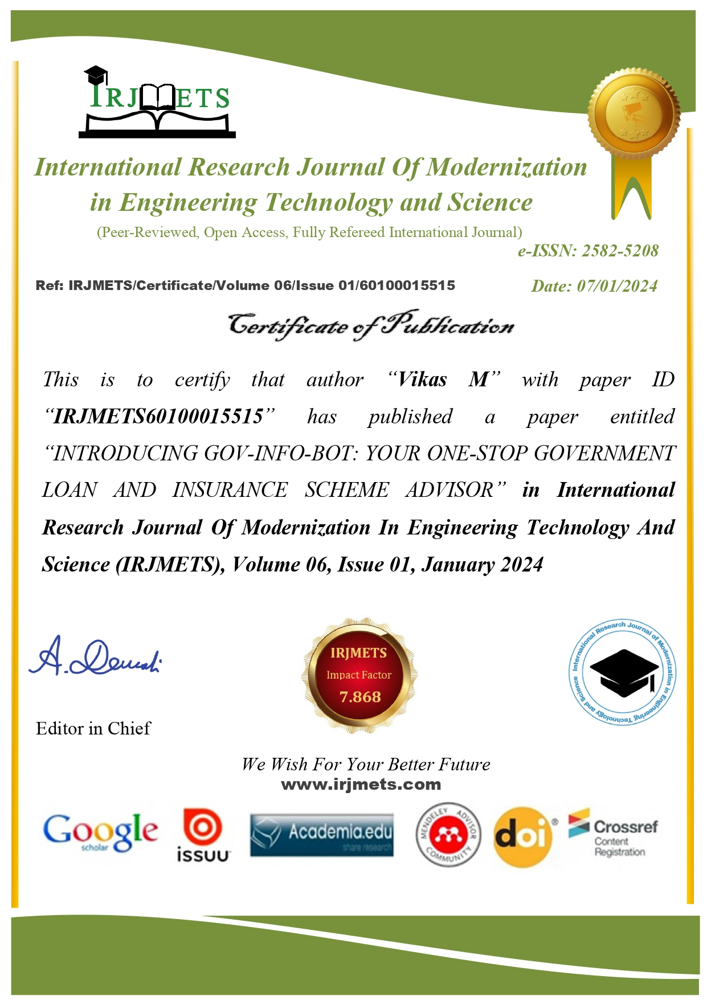 IRJMETS
International Research Journal Of Modernization
in Engineering Technology and Science
(Peer-Reviewed, Open Access, Fully Refereed International Journal)
e-ISSN: 2582-5208
Ref: IRJMETS/Certificate/Volume 06/Issue 01/60100015515
Date: 07/01/2024
Certificate of Publication
This is to certify that author “Vikas M” with paper ID
“IRJMETS60100015515” has published a paper entitled
“INTRODUCING GOV-INFO-BOT: YOUR ONE-STOP GOVERNMENT
LOAN AND INSURANCE SCHEME ADVISOR” in International
Research Journal Of Modernization In Engineering Technology And
Science (IRJMETS), Volume 06, Issue 01, January 2024
IRJMETS
Impact Factor
7.868
International Research Journal of Modernization in Engineering Technology and Science
Editor in Chief
We Wish For Your Better Future
www.irjmets.com
Google
scholar
issuu
Academia.edu
share research
MENDELEY ADVISOR
COMMUNITY
doi®
Crossref
Content
Registration